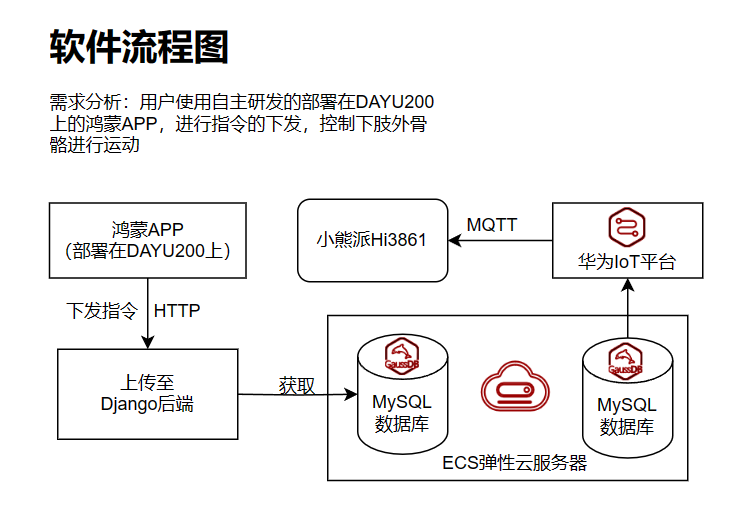 软件流程图
需求分析：用户使用自主研发的部署在DAYU200
上的鸿蒙APP，进行指令的下发，控制下肢外骨
骼进行运动
鸿蒙APP
（部署在DAYU200上）
小熊派Hi3861
MQTT
华为IoT平台
下发指令
HTTP
上传至
Django后端
获取
GaussDB
MySQL
数据库
GaussDB
MySQL
数据库
ECS弹性云服务器